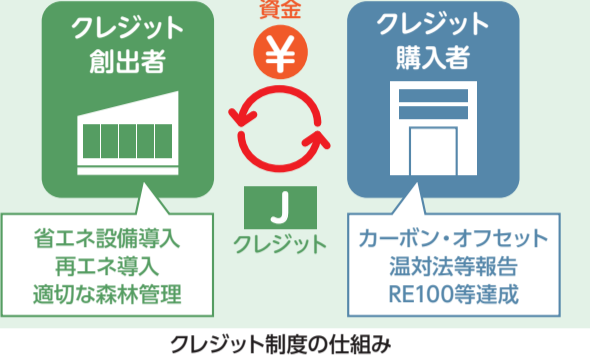 クレジット
創出者
資金
¥
クレジット
購入者
J
クレジット
省エネ設備導入
再エネ導入
適切な森林管理
カーボン・オフセット
温対法等報告
RE100等達成
クレジット制度の仕組み